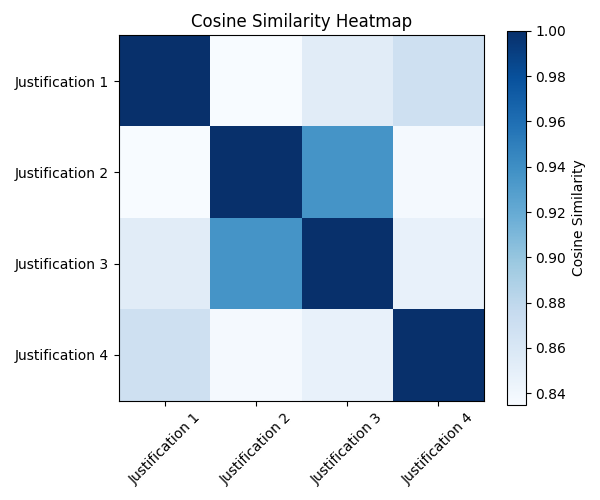 Cosine Similarity Heatmap
Justification 1
Justification 2
Justification 3
Justification 4
Justification 1
Justification 2
Justification 3
Justification 4
1.00
0.98
0.96
0.94
0.92
0.90
0.88
0.86
0.84
Cosine Similarity